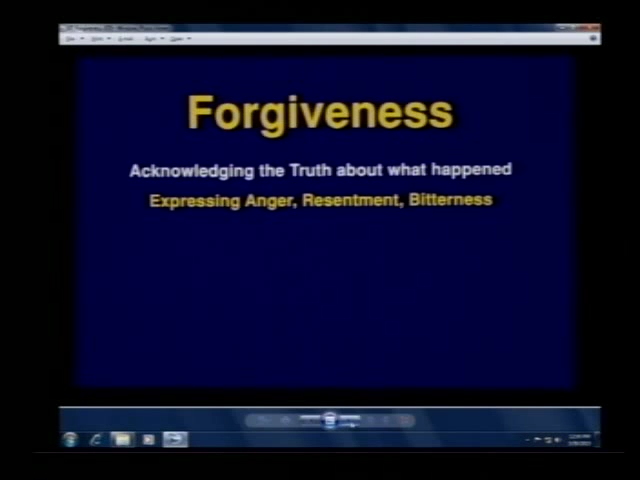 Forgiveness
Acknowledging the Truth about what happened
Expressing Anger, Resentment, Bitterness